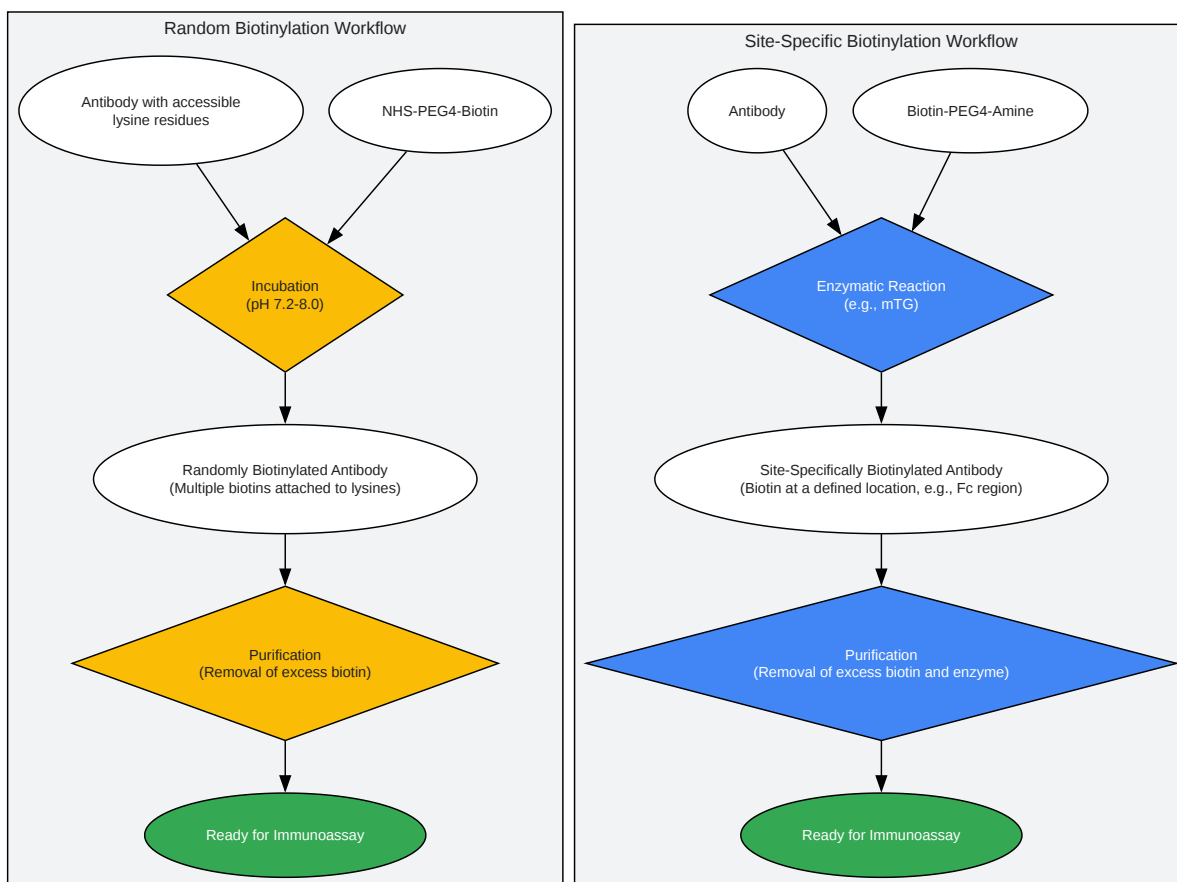 Random Biotinylation Workflow
Antibody with accessible
lysine residues
NHS-PEG4-Biotin
Incubation
(pH 7.2-8.0)
Randomly Biotinylated Antibody
(Multiple biotins attached to lysines)
Purification
(Removal of excess biotin)
Ready for Immunoassay
Site-Specific Biotinylation Workflow
Antibody
Biotin-PEG4-Amine
Enzymatic Reaction
(e.g., mTG)
Site-Specifically Biotinylated Antibody
(Biotin at a defined location, e.g., Fc region)
Purification
(Removal of excess biotin and enzyme)
Ready for Immunoassay